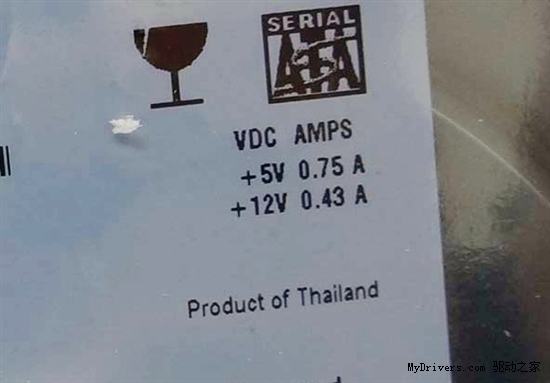 SERIAL
ATA
VDC AMPS
+5V 0.75 A
+12V 0.43 A
Product of Thailand
MyDrivers.com 驱动之家